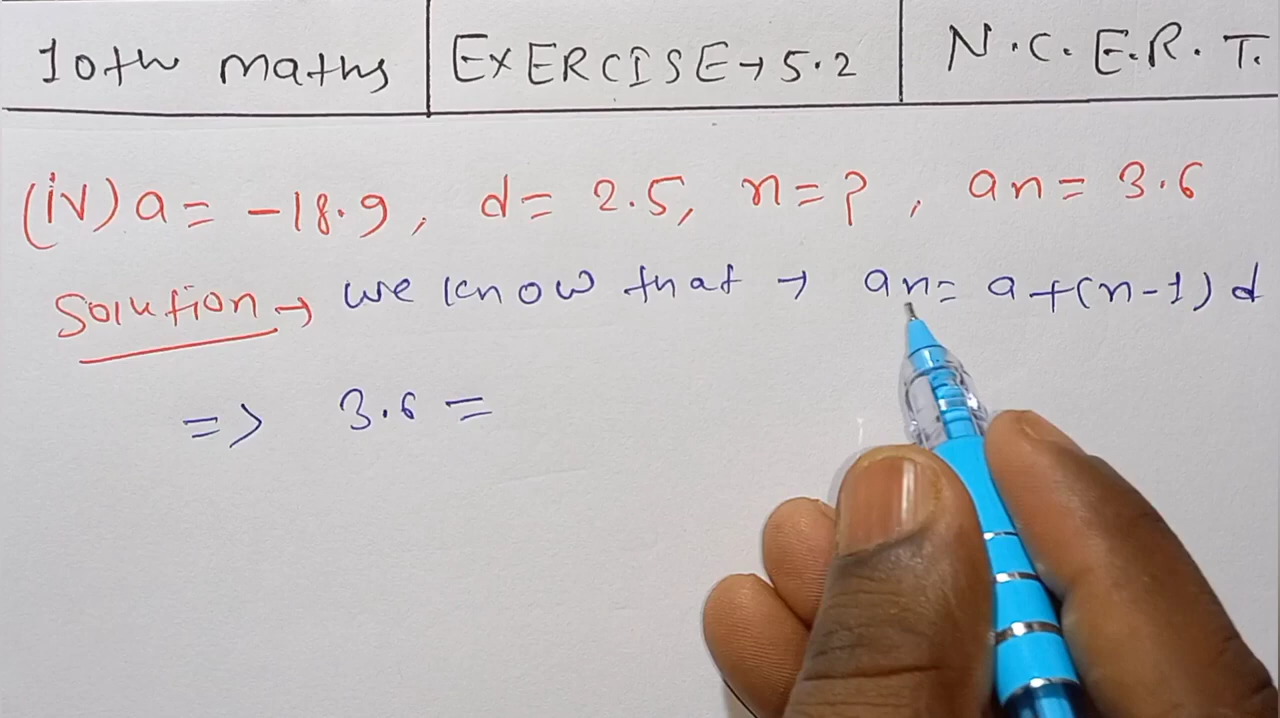 10th maths | EXERCISE→5.2 | N.C.E.R.T.
(iv) a = -18.9, d = 2.5, n = ?, an = 3.6
Solution → we know that → an = a+(n-1)d
=> 3.6 =